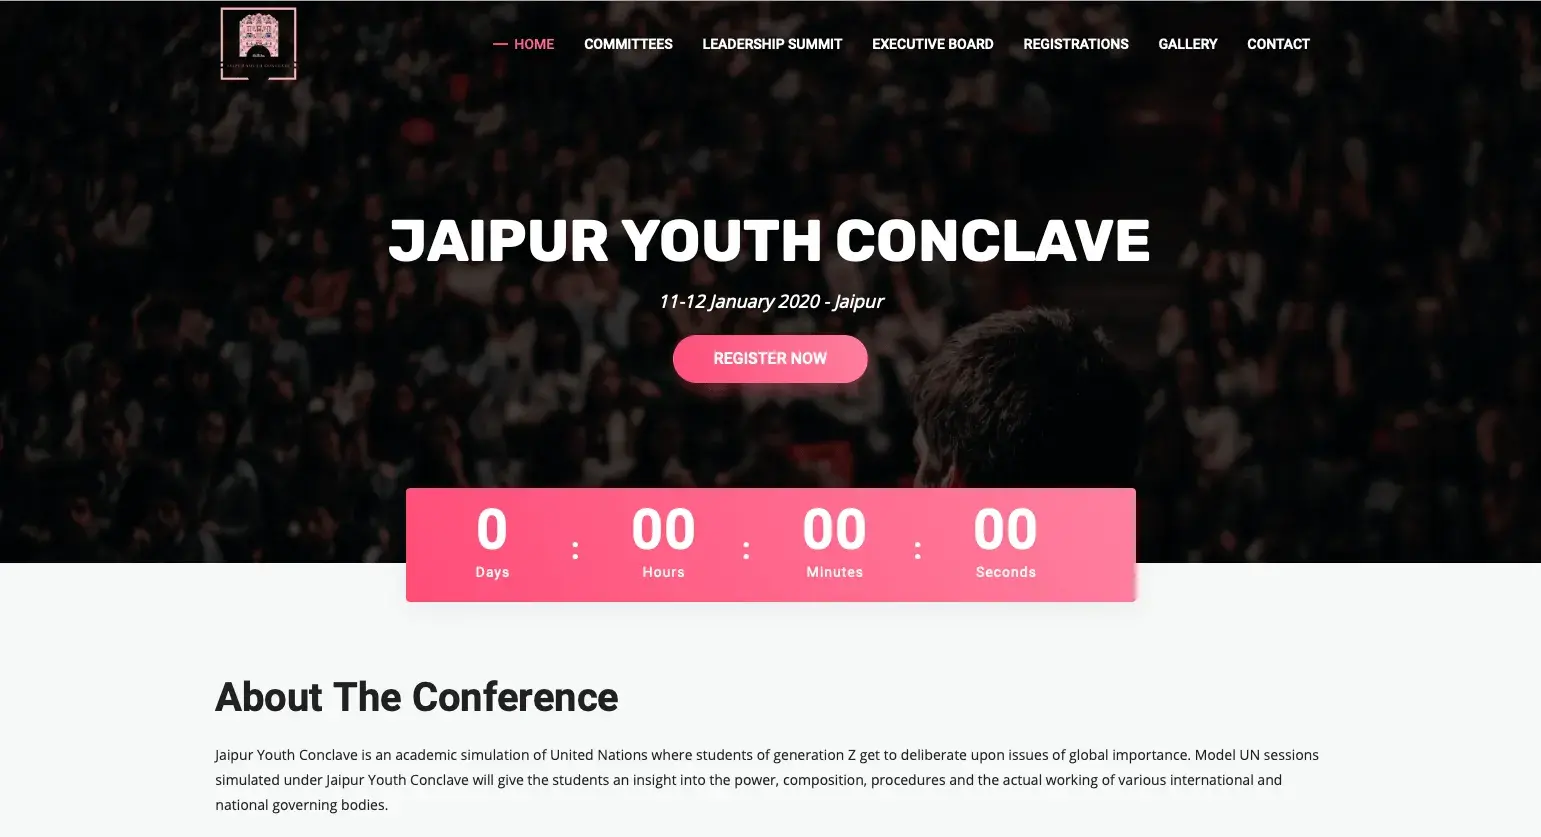 HOME COMMITTEES LEADERSHIP SUMMIT EXECUTIVE BOARD REGISTRATIONS GALLERY CONTACT
JAIPUR YOUTH CONCLAVE
11-12 January 2020 - Jaipur
REGISTER NOW
0 : 00 : 00 : 00
Days Hours Minutes Seconds
About The Conference
Jaipur Youth Conclave is an academic simulation of United Nations where students of generation Z get to deliberate upon issues of global importance. Model UN sessions
simulated under Jaipur Youth Conclave will give the students an insight into the power, composition, procedures and the actual working of various international and
national governing bodies.